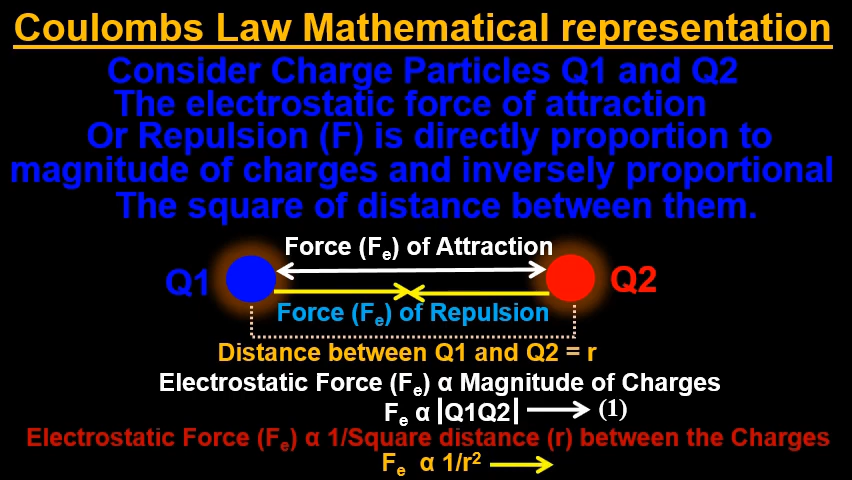 Coulombs Law Mathematical representation
Consider Charge Particles Q1 and Q2
The electrostatic force of attraction
Or Repulsion (F) is directly proportion to
magnitude of charges and inversely proportional
The square of distance between them.
Force (Fₑ) of Attraction
Q1 Q2
Force (Fₑ) of Repulsion
Distance between Q1 and Q2 = r
Electrostatic Force (Fₑ) α Magnitude of Charges
Fₑ α |Q1Q2| ⟶ (1)
Electrostatic Force (Fₑ) α 1/Square distance (r) between the Charges
Fₑ α 1/r² ⟶